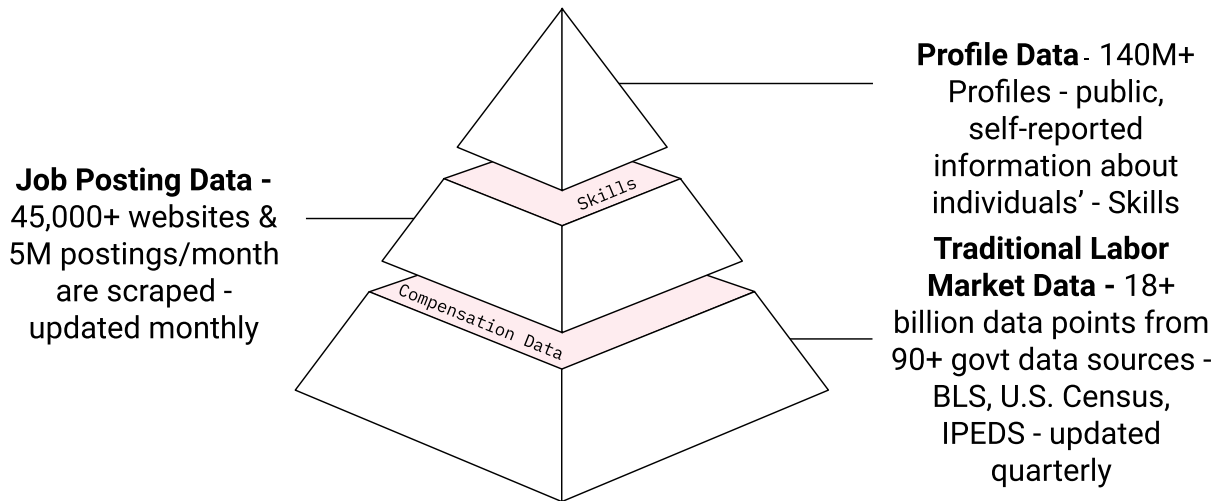 Profile Data - 140M+
Profiles - public,
self-reported
information about
individuals’ - Skills
Job Posting Data -
45,000+ websites &
5M postings/month
are scraped -
updated monthly
Skills
Compensation Data
Traditional Labor
Market Data - 18+
billion data points from
90+ govt data sources -
BLS, U.S. Census,
IPEDS - updated
quarterly